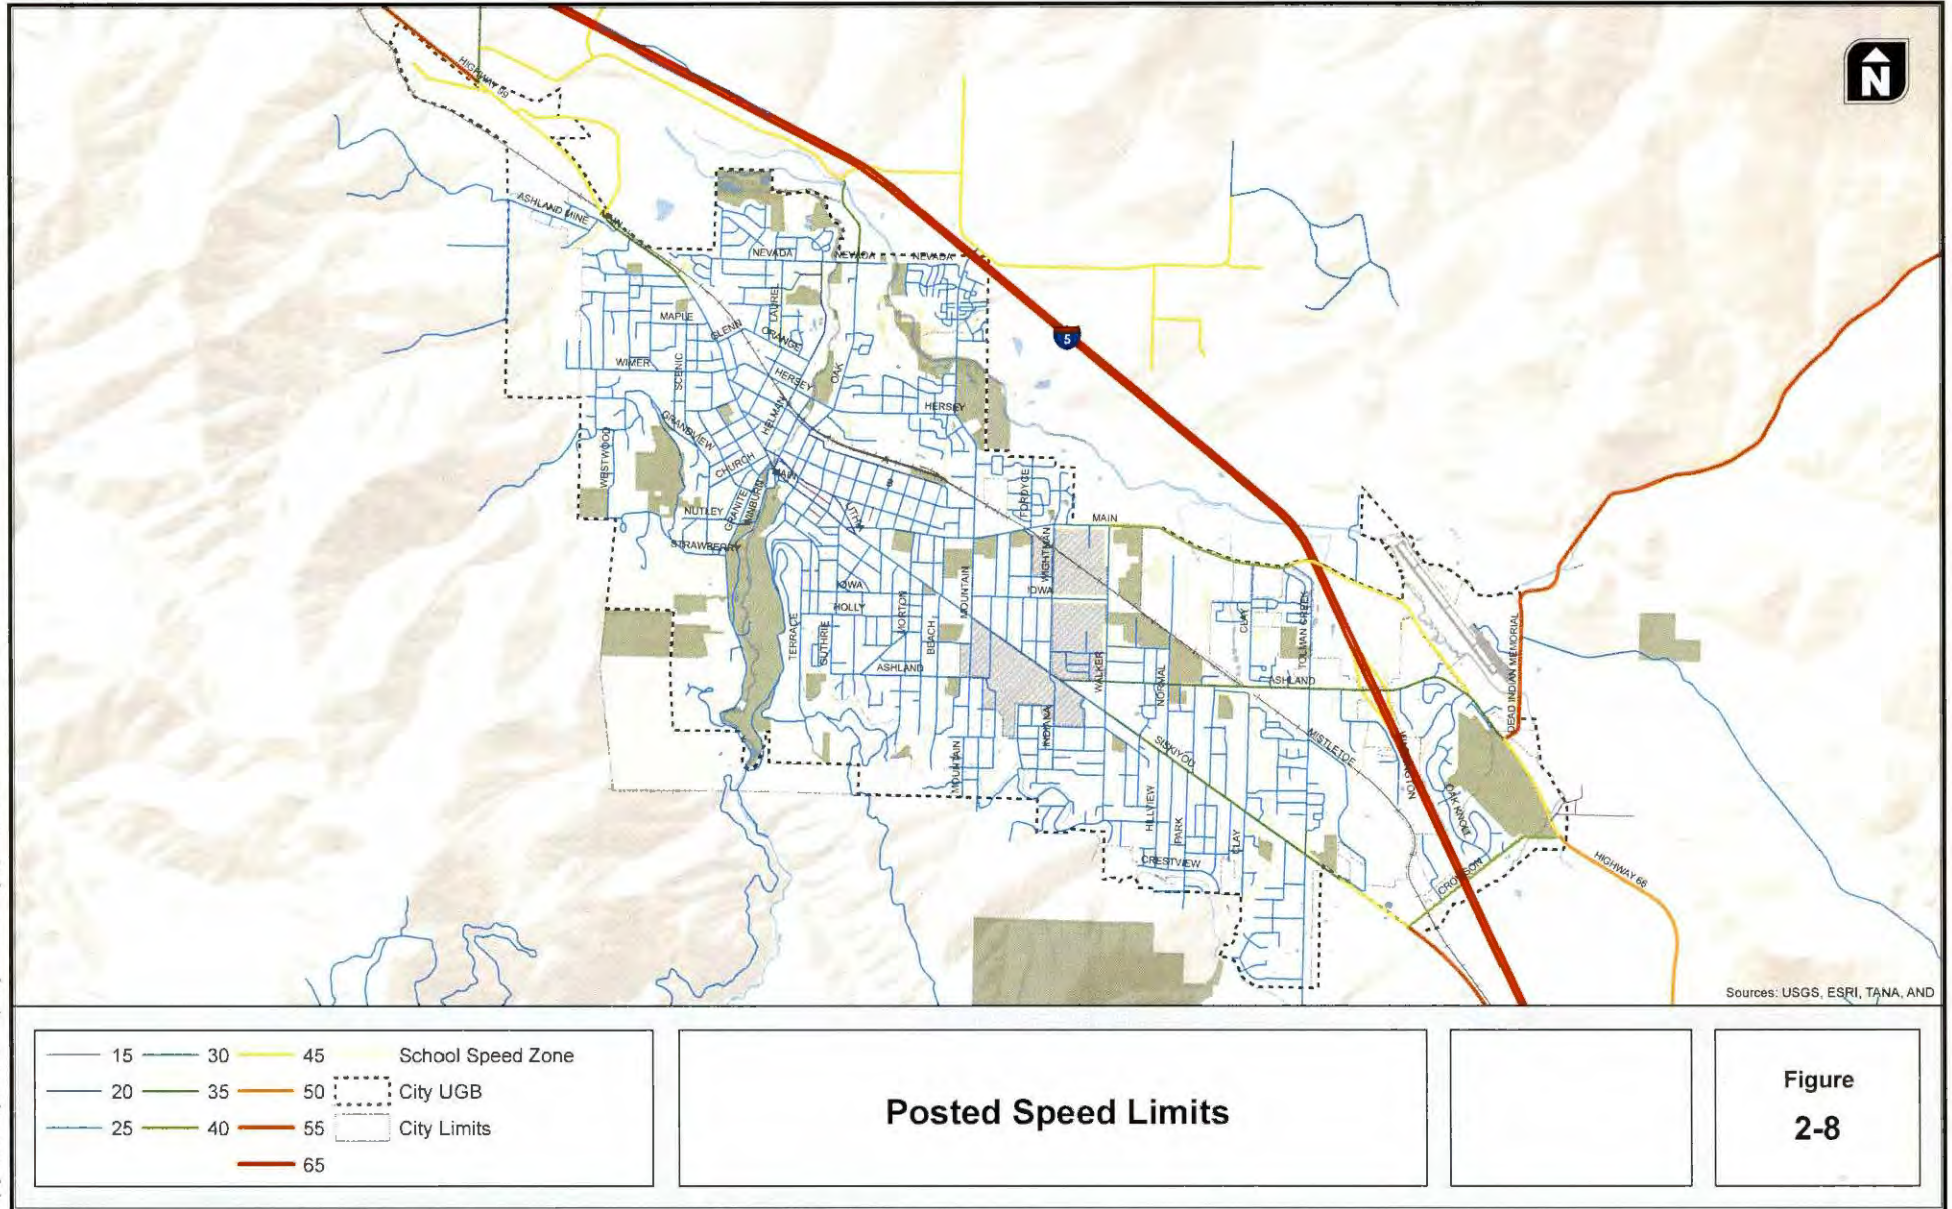 N
HIGHWAY 99
ASHLAND MINE
MAIN
NEVADA
NEVADA
NEVADA
LAUREL
MAPLE
GLENN
ORANGE
5
WIMER
SCENIC
HERSEY
OAK
HERSEY
HELMAN
GRANDVIEW
WESTWOOD
CHURCH
MAIN
A
B
FORDYCE
GRANITE
WINBURN
NUTLEY
MAIN
STRAWBERRY
WIGHTMAN
IOWA
IOWA
MOUNTAIN
HOLLY
MORTON
CLAY
TOLMAN CREEK
TERRACE
GUTHRIE
BEACH
DEAD INDIAN MEMORIAL
ASHLAND
WALKER
NORMAL
ASHLAND
INDIANA
SISKIYOU
MISTLETOE
WASHINGTON
MOUNTAIN
OAK KNOLL
HILLVIEW
PARK
CLAY
CRESTVIEW
CROWSON
HIGHWAY 66
Sources: USGS, ESRI, TANA, AND
15 30 45 School Speed Zone
20 35 50 City UGB
25 40 55 City Limits
65
Posted Speed Limits
Figure
2-8